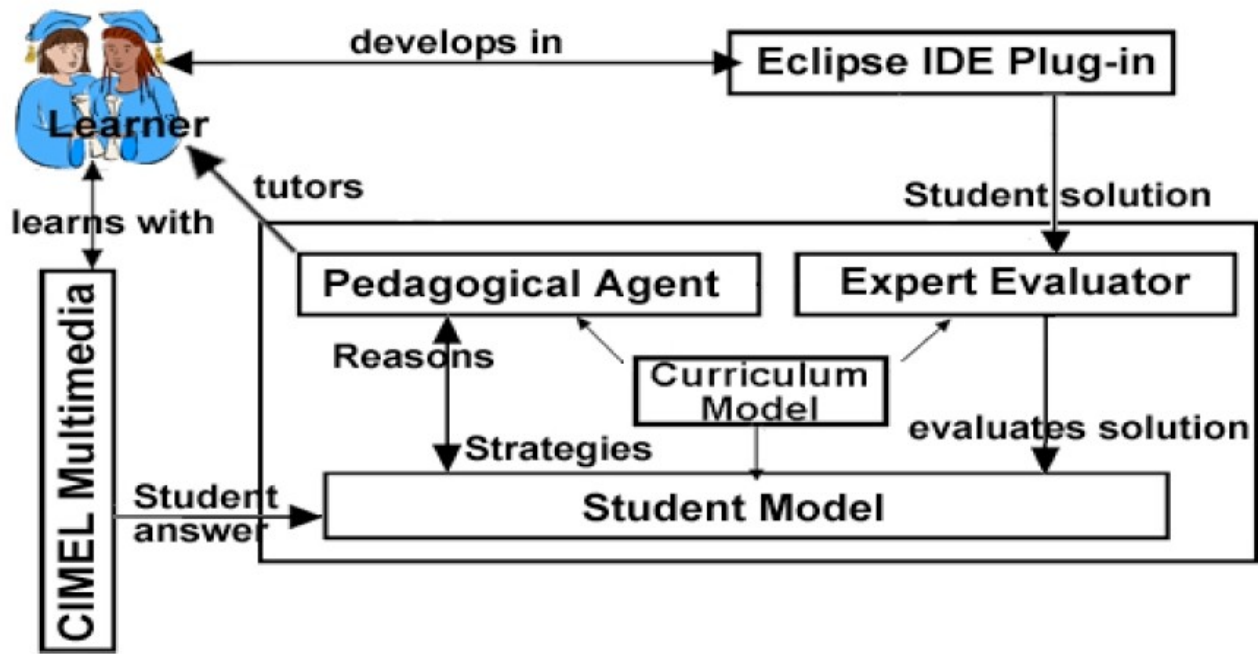 develops in
Eclipse IDE Plug-in
Learner
tutors
Student solution
learns with
Pedagogical Agent
Expert Evaluator
Reasons
Curriculum
Model
evaluates solution
Strategies
CIMEL Multimedia
Student
answer
Student Model